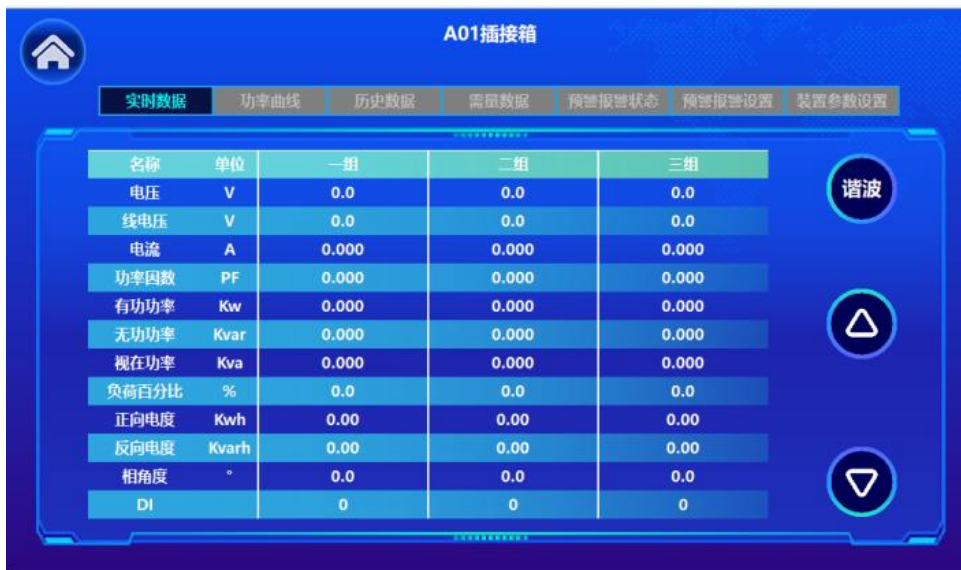 A01插接箱
实时数据 功率曲线 历史数据 需量数据 预警报警状态 预警报警设置 装置参数设置
名称 单位 一组 二组 三组
电压 V 0.0 0.0 0.0
线电压 V 0.0 0.0 0.0
电流 A 0.000 0.000 0.000
功率因数 PF 0.000 0.000 0.000
有功功率 Kw 0.000 0.000 0.000
无功功率 Kvar 0.000 0.000 0.000
视在功率 Kva 0.000 0.000 0.000
负荷百分比 % 0.0 0.0 0.0
正向电度 Kwh 0.00 0.00 0.00
反向电度 Kvarh 0.00 0.00 0.00
相角度 ° 0.0 0.0 0.0
DI 0 0 0
谐波